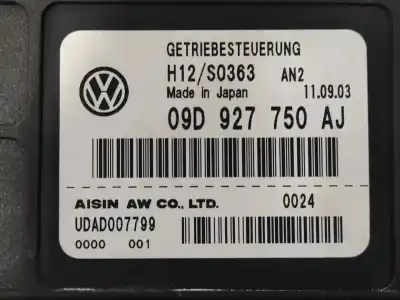 GETRIEBESTEUERUNG
H12/S0363 AN2
Made in Japan 11.09.03
09D 927 750 AJ
AISIN AW CO., LTD. 0024
UDAD007799
0000 001